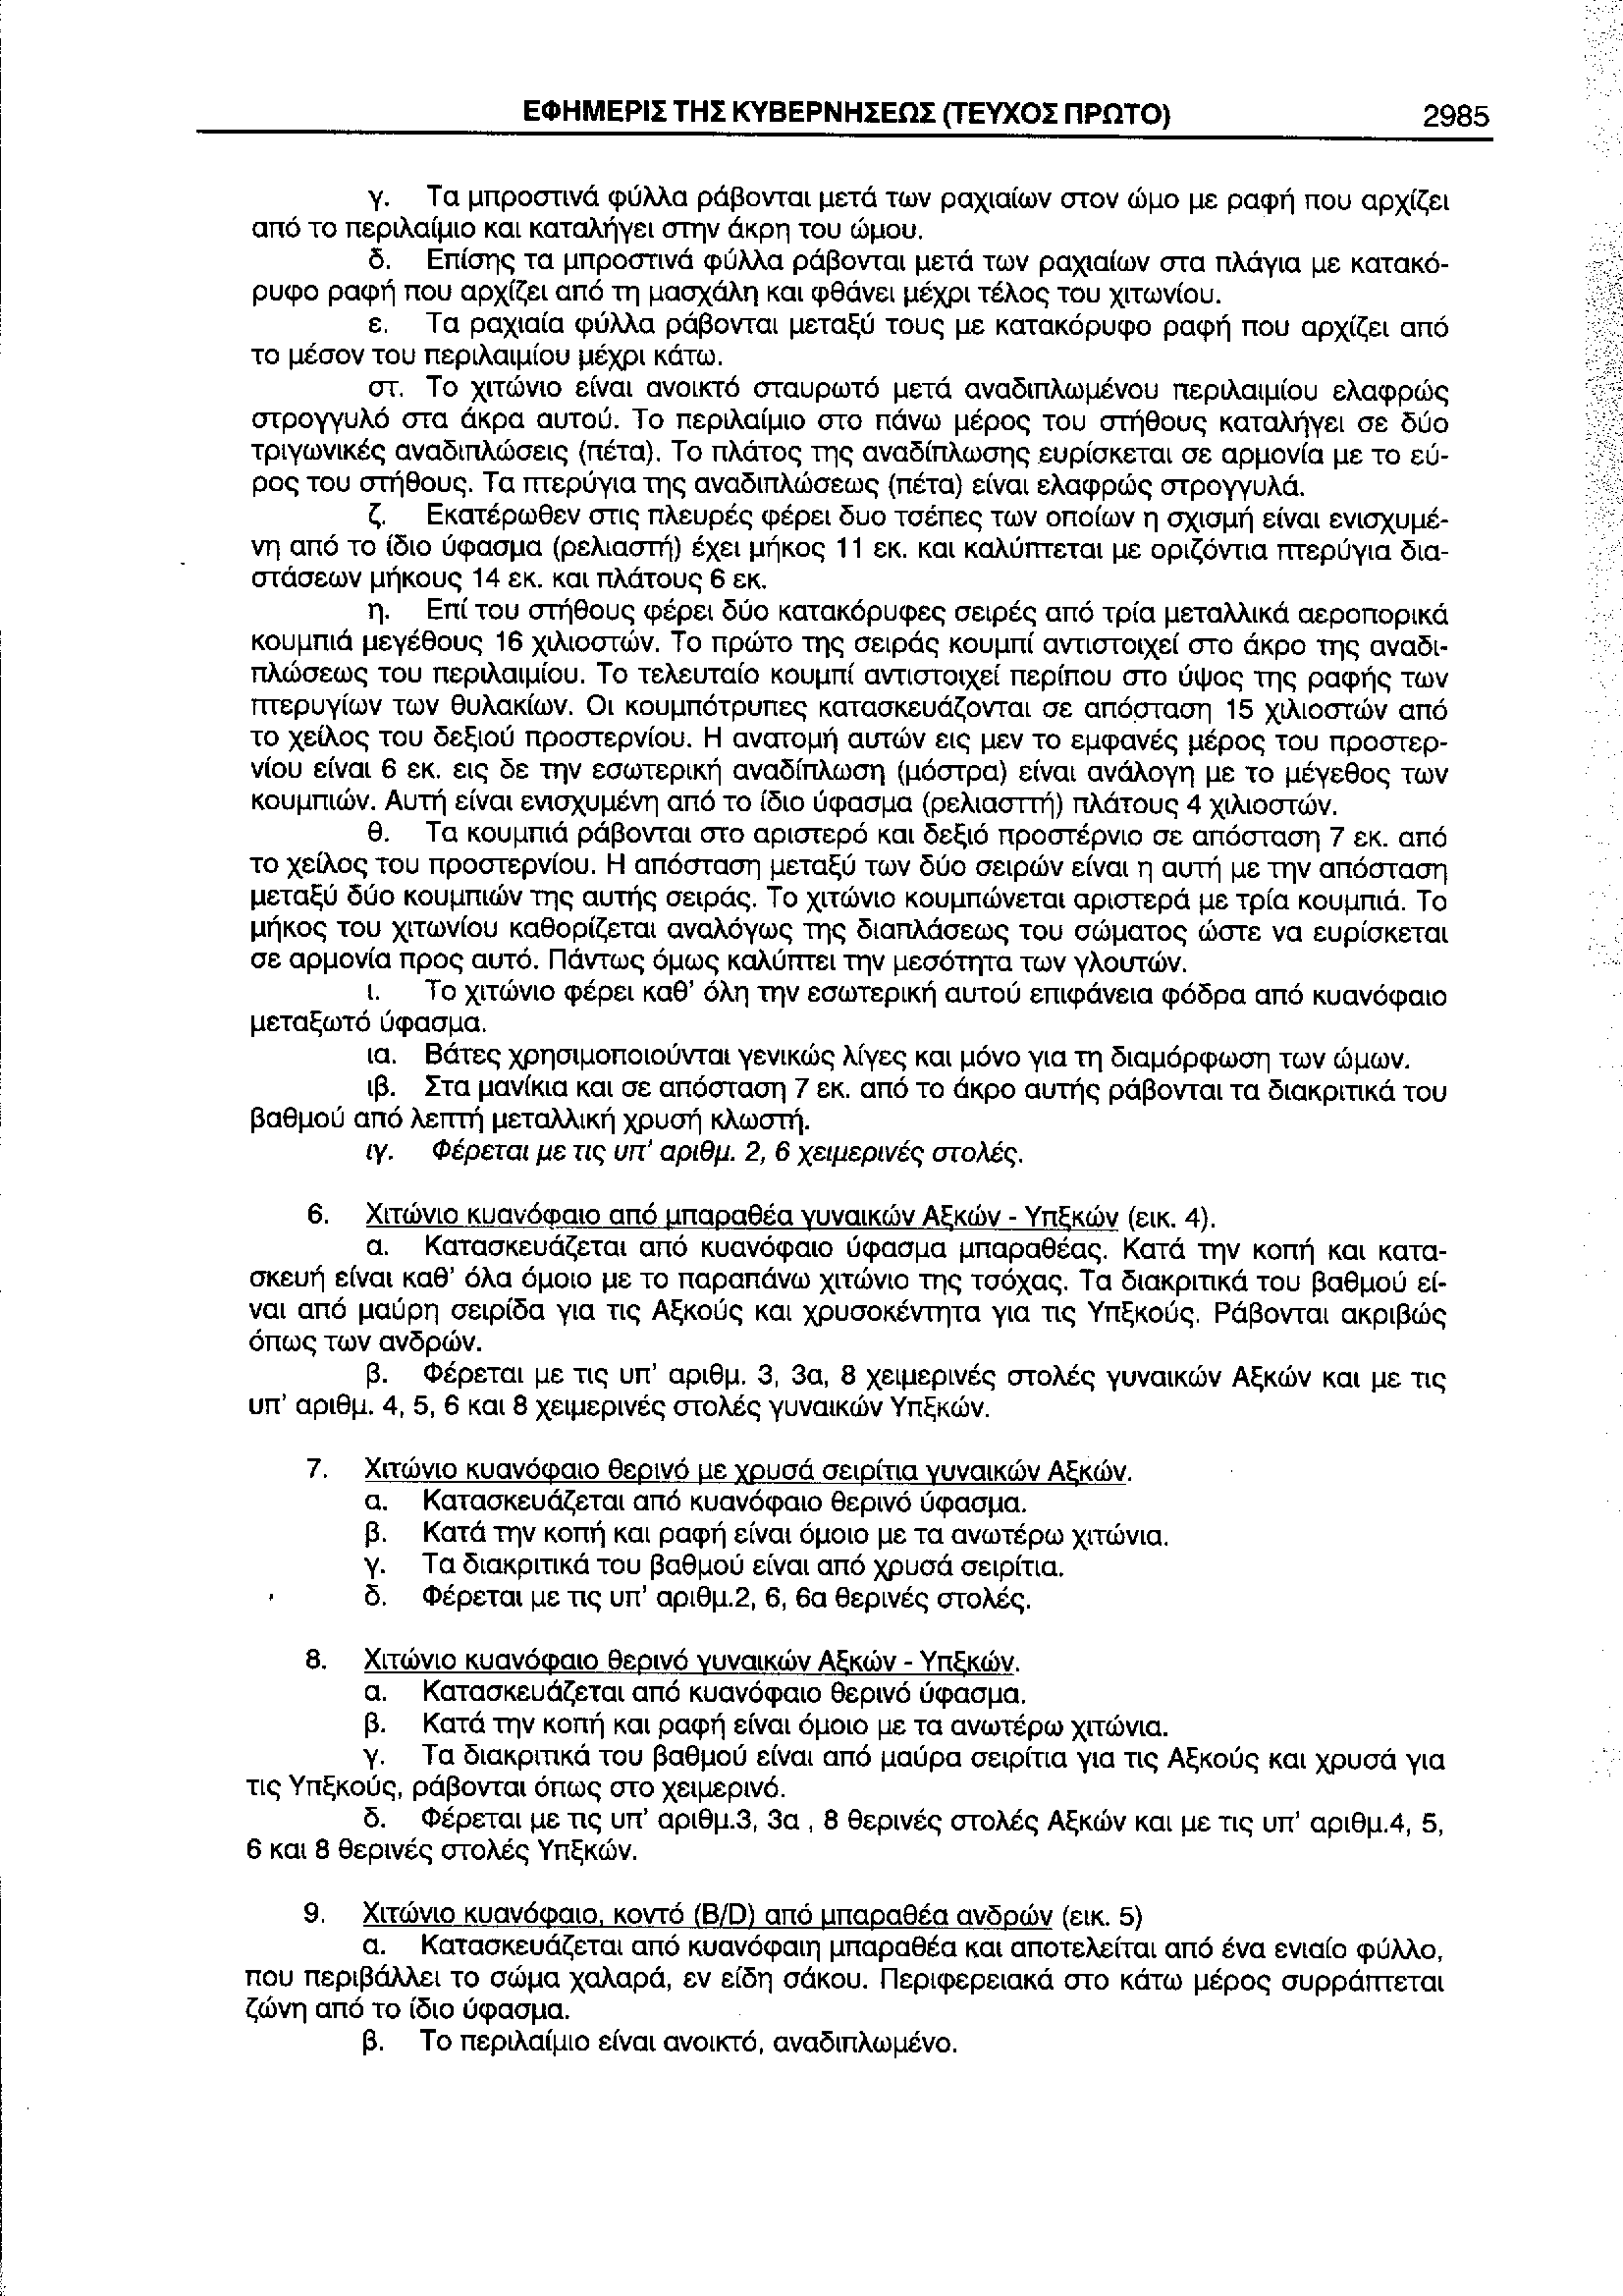 ΕΦΗΜΕΡΙΣ ΤΗΣ ΚΥΒΕΡΝΗΣΕΩΣ (ΤΕΥΧΟΣ ΠΡΩΤΟ) 2985
γ. Τα μπροστινά φύλλα ράβονται μετά των ραχιαίων στον ώμο με ραφή που αρχίζει
από το περιλαίμιο και καταλήγει στην άκρη του ώμου.
δ. Επίσης τα μπροστινά φύλλα ράβονται μετά των ραχιαίων στα πλάγια με κατακό-
ρυφο ραφή που αρχίζει από τη μασχάλη και φθάνει μέχρι τέλος του χιτωνίου.
ε. Τα ραχιαία φύλλα ράβονται μεταξύ τους με κατακόρυφο ραφή που αρχίζει από
το μέσον του περιλαιμίου μέχρι κάτω.
στ. Το χιτώνιο είναι ανοικτό σταυρωτό μετά αναδιπλωμένου περιλαιμίου ελαφρώς
στρογγυλό στα άκρα αυτού. Το περιλαίμιο στο πάνω μέρος του στήθους καταλήγει σε δύο
τριγωνικές αναδιπλώσεις (πέτα). Το πλάτος της αναδίπλωσης ευρίσκεται σε αρμονία με το εύ-
ρος του στήθους. Τα πτερύγια της αναδιπλώσεως (πέτα) είναι ελαφρώς στρογγυλά.
ζ. Εκατέρωθεν στις πλευρές φέρει δυο τσέπες των οποίων η σχισμή είναι ενισχυμέ-
νη από το ίδιο ύφασμα (ρελιαστή) έχει μήκος 11 εκ. και καλύπτεται με οριζόντια πτερύγια δια-
στάσεων μήκους 14 εκ. και πλάτους 6 εκ.
η. Επί του στήθους φέρει δύο κατακόρυφες σειρές από τρία μεταλλικά αεροπορικά
κουμπιά μεγέθους 16 χιλιοστών. Το πρώτο της σειράς κουμπί αντιστοιχεί στο άκρο της αναδι-
πλώσεως του περιλαιμίου. Το τελευταίο κουμπί αντιστοιχεί περίπου στο ύψος της ραφής των
πτερυγίων των θυλακίων. Οι κουμπότρυπες κατασκευάζονται σε απόσταση 15 χιλιοστών από
το χείλος του δεξιού προστερνίου. Η ανατομή αυτών εις μεν το εμφανές μέρος του προστερ-
νίου είναι 6 εκ. εις δε την εσωτερική αναδίπλωση (μόστρα) είναι ανάλογη με το μέγεθος των
κουμπιών. Αυτή είναι ενισχυμένη από το ίδιο ύφασμα (ρελιασττή) πλάτους 4 χιλιοστών.
θ. Τα κουμπιά ράβονται στο αριστερό και δεξιό προστέρνιο σε απόσταση 7 εκ. από
το χείλος του προστερνίου. Η απόσταση μεταξύ των δύο σειρών είναι η αυτή με την απόσταση
μεταξύ δύο κουμπιών της αυτής σειράς. Το χιτώνιο κουμπώνεται αριστερά με τρία κουμπιά. Το
μήκος του χιτωνίου καθορίζεται αναλόγως της διαπλάσεως του σώματος ώστε να ευρίσκεται
σε αρμονία προς αυτό. Πάντως όμως καλύπτει την μεσότητα των γλουτών.
ι. Το χιτώνιο φέρει καθ' όλη την εσωτερική αυτού επιφάνεια φόδρα από κυανόφαιο
μεταξωτό ύφασμα.
ια. Βάτες χρησιμοποιούνται γενικώς λίγες και μόνο για τη διαμόρφωση των ώμων.
ιβ. Στα μανίκια και σε απόσταση 7 εκ. από το άκρο αυτής ράβονται τα διακριτικά του
βαθμού από λεπτή μεταλλική χρυσή κλωστή.
ιγ. Φέρεται με τις υπ' αριθμ. 2, 6 χειμερινές στολές.
6. Χιτώνιο κυανόφαιο από μπαραθέα γυναικών Αξκών - Υπξκών (εικ. 4).
α. Κατασκευάζεται από κυανόφαιο ύφασμα μπαραθέας. Κατά την κοπή και κατα-
σκευή είναι καθ' όλα όμοιο με το παραπάνω χιτώνιο της τσόχας. Τα διακριτικά του βαθμού εί-
ναι από μαύρη σειρίδα για τις Αξκούς και χρυσοκέντητα για τις Υπξκούς. Ράβονται ακριβώς
όπως των ανδρών.
β. Φέρεται με τις υπ' αριθμ. 3, 3α, 8 χειμερινές στολές γυναικών Αξκών και με τις
υπ' αριθμ. 4, 5, 6 και 8 χειμερινές στολές γυναικών Υπξκών.
7. Χιτώνιο κυανόφαιο θερινό με χρυσά σειρίτια γυναικών Αξκών.
α. Κατασκευάζεται από κυανόφαιο θερινό ύφασμα.
β. Κατά την κοπή και ραφή είναι όμοιο με τα ανωτέρω χιτώνια.
γ. Τα διακριτικά του βαθμού είναι από χρυσά σειρίτια.
δ. Φέρεται με τις υπ' αριθμ.2, 6, 6α θερινές στολές.
8. Χιτώνιο κυανόφαιο θερινό γυναικών Αξκών - Υπξκών.
α. Κατασκευάζεται από κυανόφαιο θερινό ύφασμα.
β. Κατά την κοπή και ραφή είναι όμοιο με τα ανωτέρω χιτώνια.
γ. Τα διακριτικά του βαθμού είναι από μαύρα σειρίτια για τις Αξκούς και χρυσά για
τις Υπξκούς, ράβονται όπως στο χειμερινό.
δ. Φέρεται με τις υπ' αριθμ.3, 3α , 8 θερινές στολές Αξκών και με τις υπ' αριθμ.4, 5,
6 και 8 θερινές στολές Υπξκών.
9. Χιτώνιο κυανόφαιο, κοντό (B/D) από μπαραθέα ανδρών (εικ. 5)
α. Κατασκευάζεται από κυανόφαιη μπαραθέα και αποτελείται από ένα ενιαίο φύλλο,
που περιβάλλει το σώμα χαλαρά, εν είδη σάκου. Περιφερειακά στο κάτω μέρος συρράπτεται
ζώνη από το ίδιο ύφασμα.
β. Το περιλαίμιο είναι ανοικτό, αναδιπλωμένο.